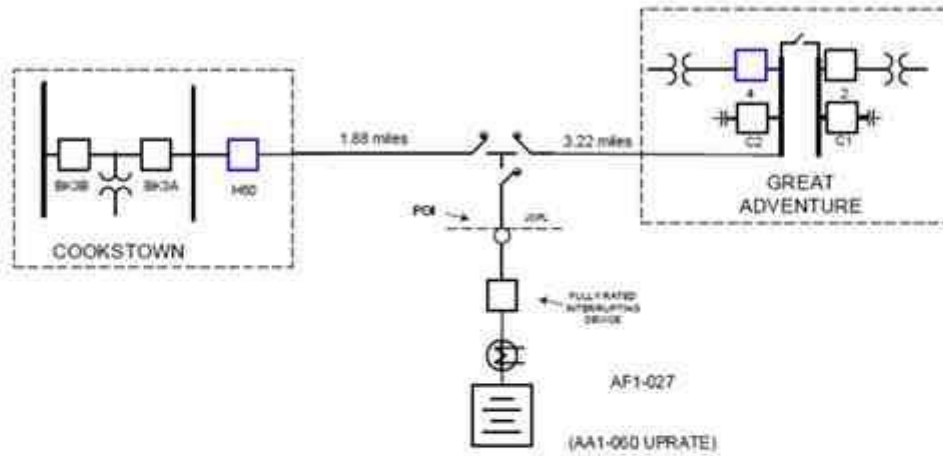 BK3B
BK3A
H60
COOKSTOWN
1.88 miles
3.22 miles
4
2
C2
C1
GREAT
ADVENTURE
POI
JCPL
FULLY RATED
INTERRUPTING
DEVICE
AF1-027
(AA1-060 UPRATE)